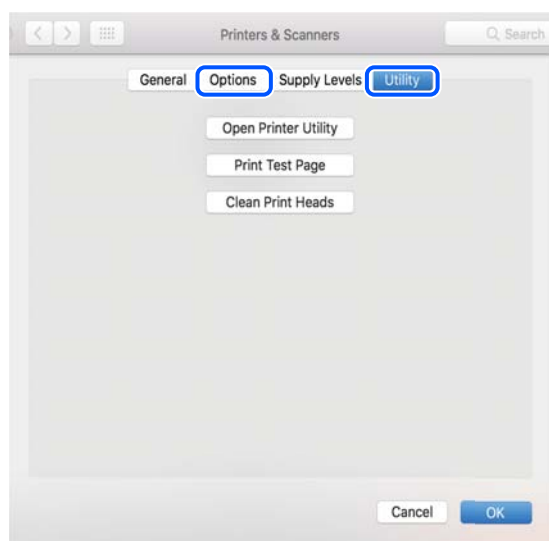 Printers & Scanners Search
General Options Supply Levels Utility
Open Printer Utility
Print Test Page
Clean Print Heads
Cancel OK